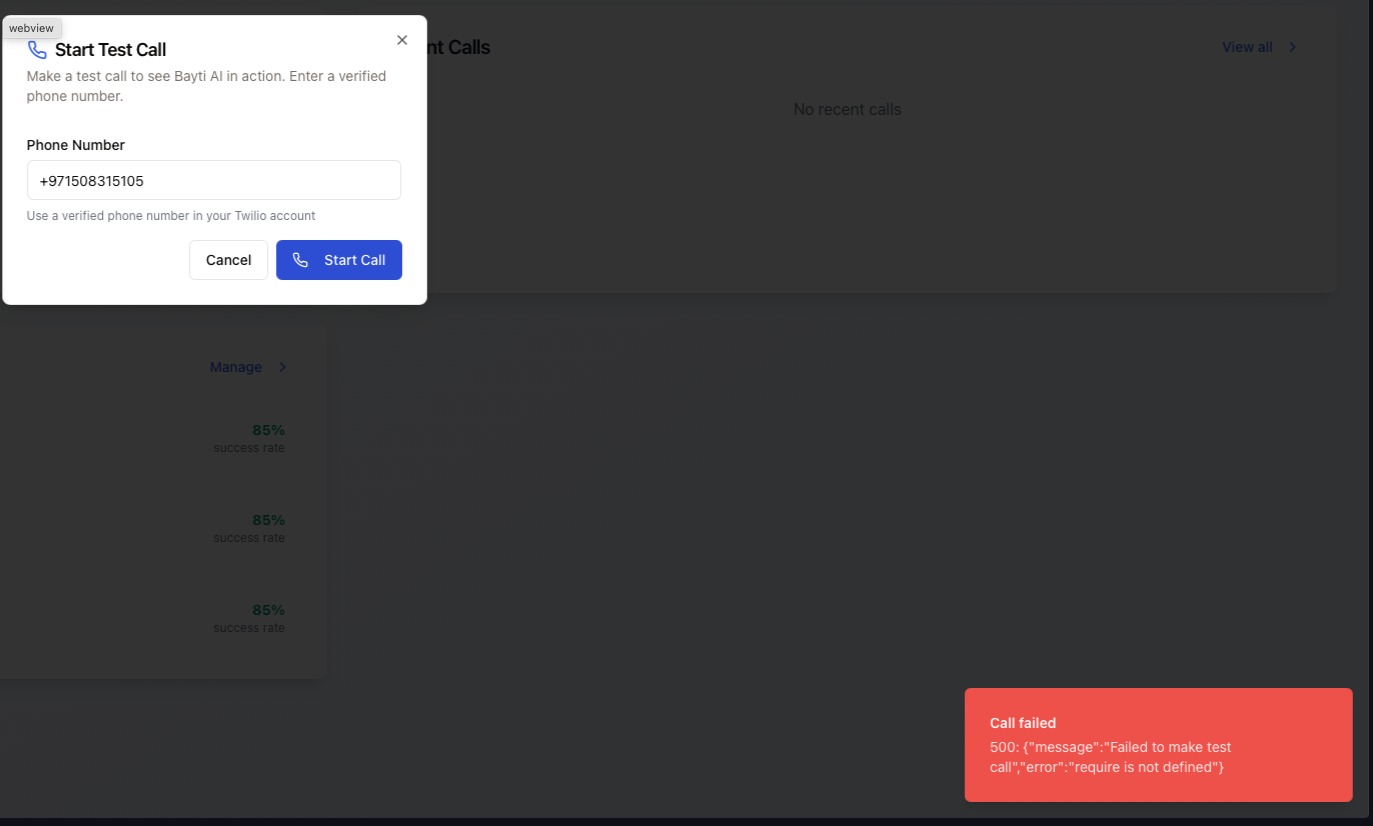 webview
Start Test Call
Make a test call to see Bayti AI in action. Enter a verified
phone number.
Phone Number
+971508315105
Use a verified phone number in your Twilio account
Cancel
Start Call
nt Calls
View all
No recent calls
Manage
85%
success rate
85%
success rate
85%
success rate
Call failed
500: {"message":"Failed to make test
call","error":"require is not defined"}